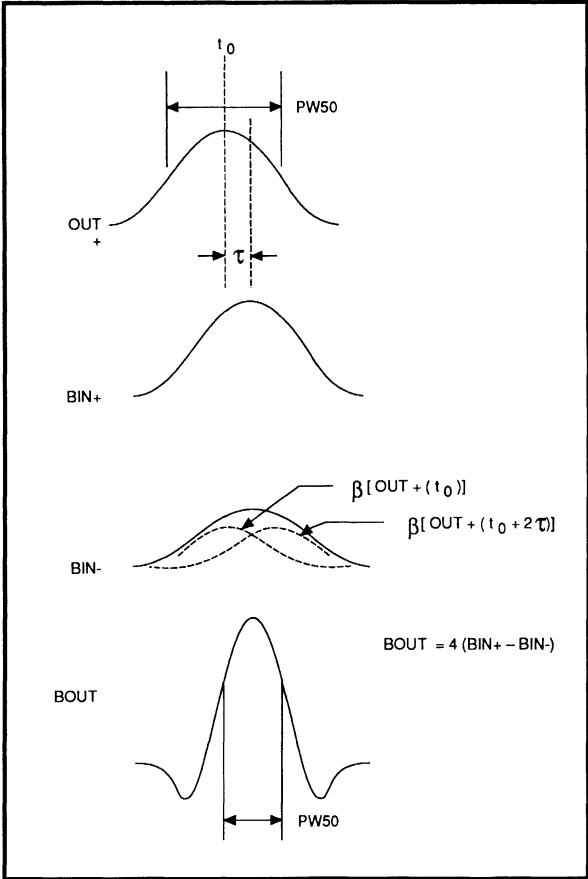 t0
PW50
OUT
+
τ
BIN+
β[OUT + (t0)]
β[OUT + (t0 + 2τ)]
BIN-
BOUT = 4 (BIN+ – BIN-)
BOUT
PW50